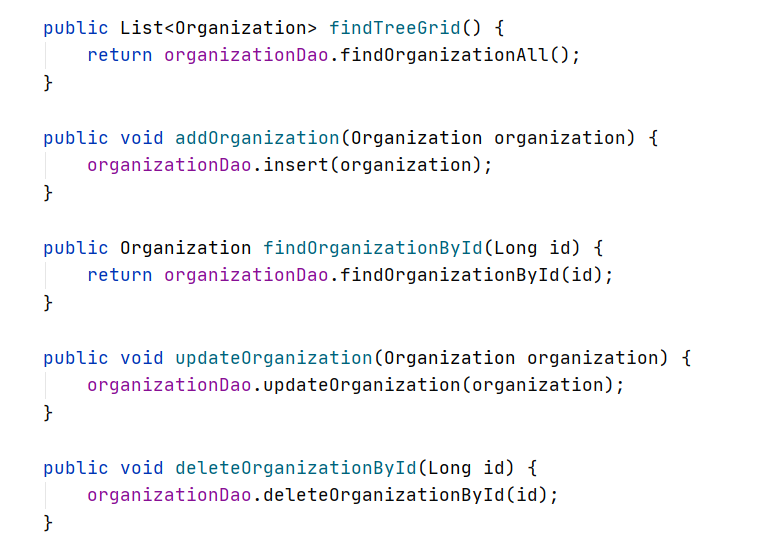 public List<Organization> findTreeGrid() {
    return organizationDao.findOrganizationAll();
}

public void addOrganization(Organization organization) {
    organizationDao.insert(organization);
}

public Organization findOrganizationById(Long id) {
    return organizationDao.findOrganizationById(id);
}

public void updateOrganization(Organization organization) {
    organizationDao.updateOrganization(organization);
}

public void deleteOrganizationById(Long id) {
    organizationDao.deleteOrganizationById(id);
}